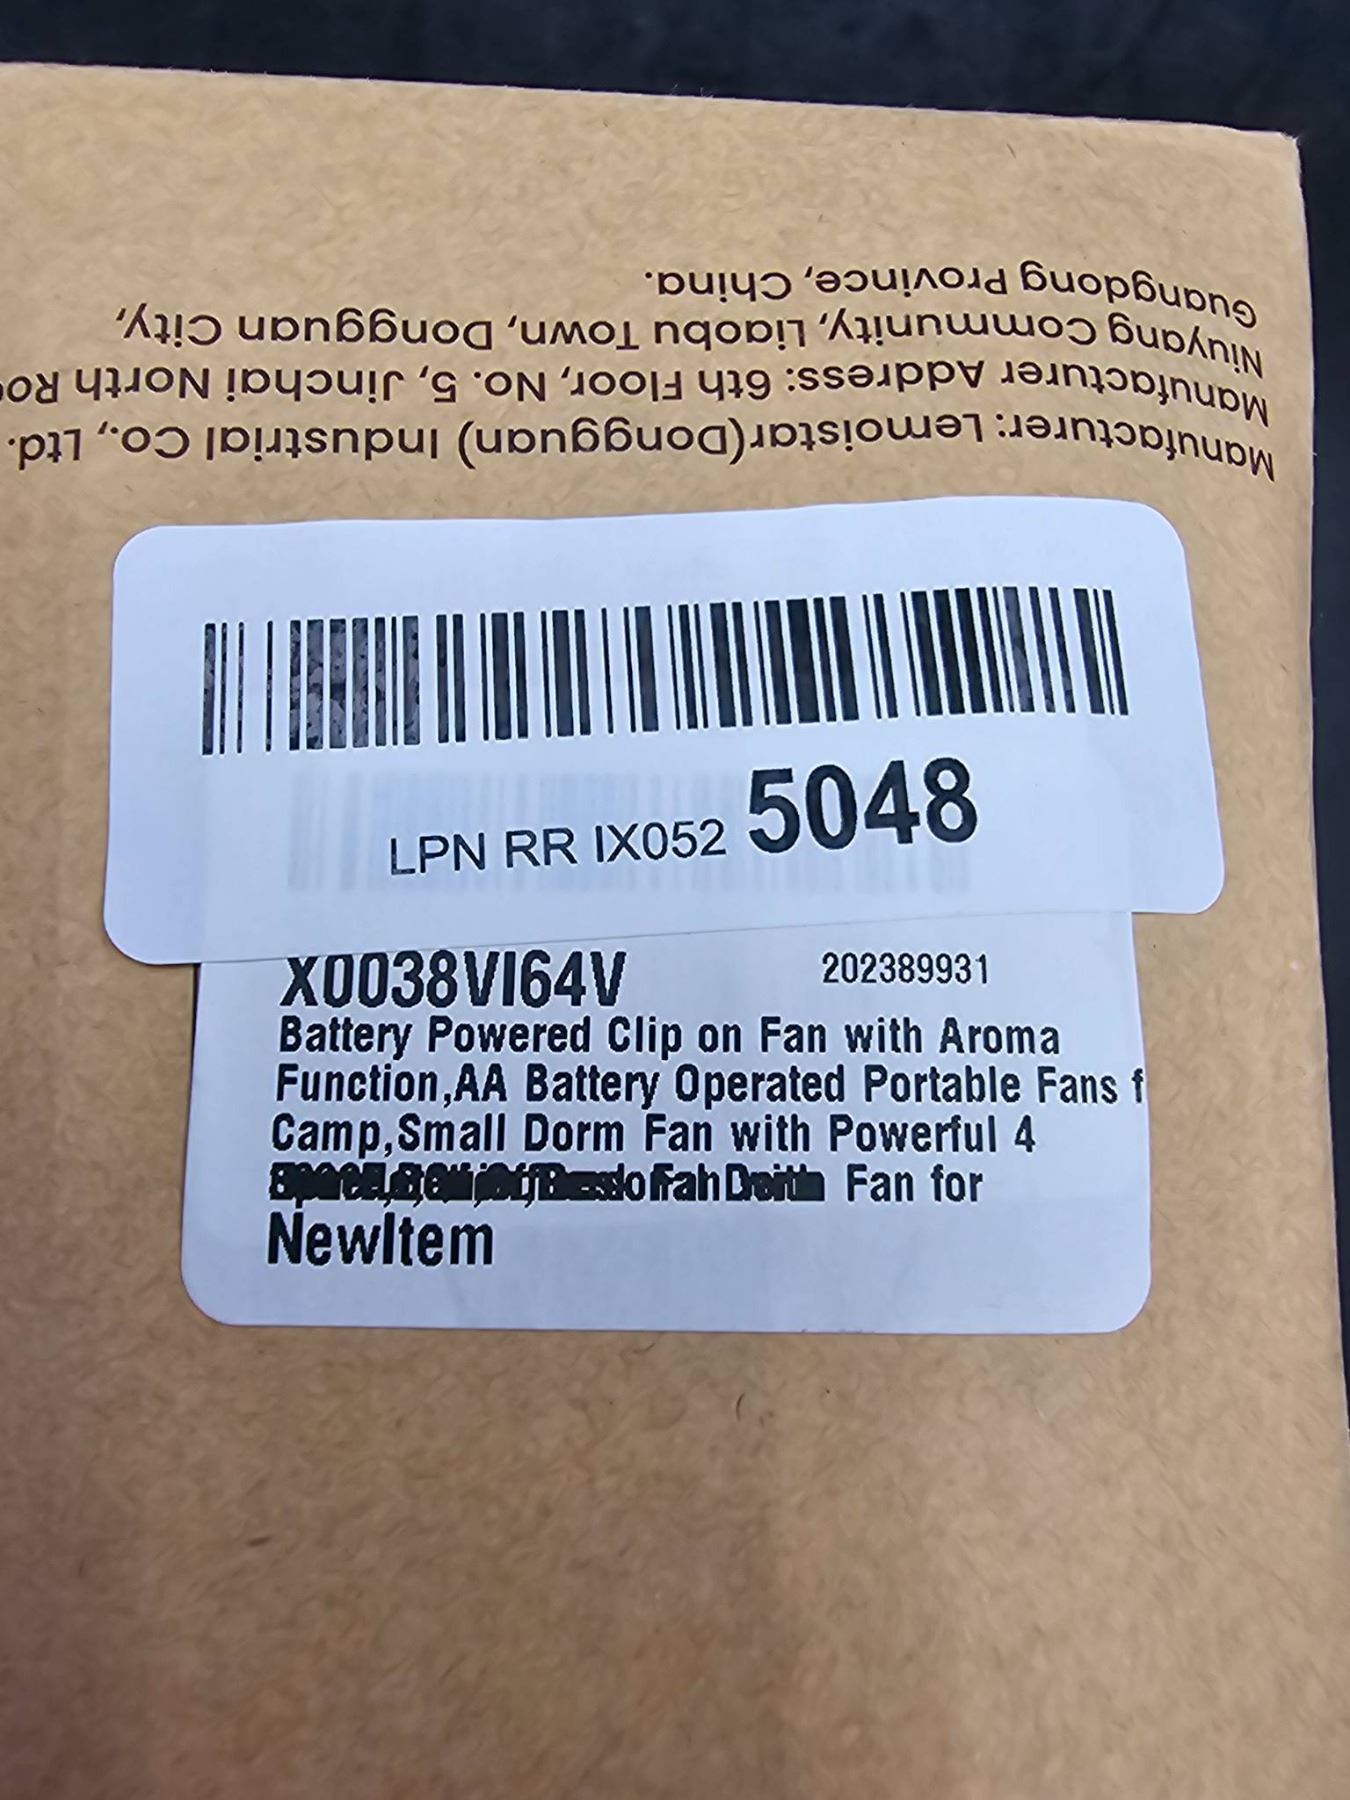 Manufacturer: Lemoistar(Dongguan) Industrial Co., Ltd.
Manufacturer Address: 6th Floor, No. 5, Jinchai North
Niuyang Community, Liaobu Town, Dongguan City,
Guangdong Province, China.
LPN RR IX052 5048
X0038VI64V 202389931
Battery Powered Clip on Fan with Aroma
Function,AA Battery Operated Portable Fans f
Camp,Small Dorm Fan with Powerful 4
Fan for
NewItem